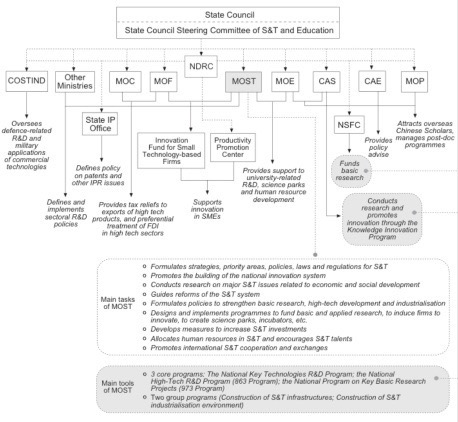 State Council
State Council Steering Committee of S&T and Education
NDRC
COSTIND
Other
Ministries
MOC
MOF
MOST
MOE
CAS
CAE
MOP
Oversees
defence-related
R&D and
military
applications
of commercial
technologies
State IP
Office
Innovation
Fund for Small
Technology-based
Firms
Productivity
Promotion
Center
NSFC
Attracts overseas
Chinese Scholars,
manages post-doc
programmes
Provides
policy
advise
Funds
basic
research
Defines policy
on patents and
other IPR issues
Provides support to
university-related
R&D, science parks
and human resource
development
Defines and
implements
sectoral R&D
policies
Provides tax reliefs to
exports of high tech
products, and preferential
treatment of FDI
in high tech sectors
Supports
innovation
in SMEs
Conducts
research and
promotes
innovation through the
Knowledge Innovation
Program
Main tasks
of MOST
• Formulates strategies, priority areas, policies, laws and regulations for S&T
• Promotes the building of the national innovation system
• Conducts research on major S&T issues related to economic and social development
• Guides reforms of the S&T system
• Formulates policies to strengthen basic research, high-tech development and industrialisation
• Designs and implements programmes to fund basic and applied research, to induce firms to
innovate, to create science parks, incubators, etc.
• Develops measures to increase S&T investments
• Allocates human resources in S&T and encourages S&T talents
• Promotes international S&T cooperation and exchanges
Main tools
of MOST
• 3 core programs; The National Key Technologies R&D Program; the National
High-Tech R&D Program (863 Program); the National Program on Key Basic Research
Projects (973 Program)
• Two group programs (Construction of S&T infrastructures; Construction of S&T
industrialisation environment)